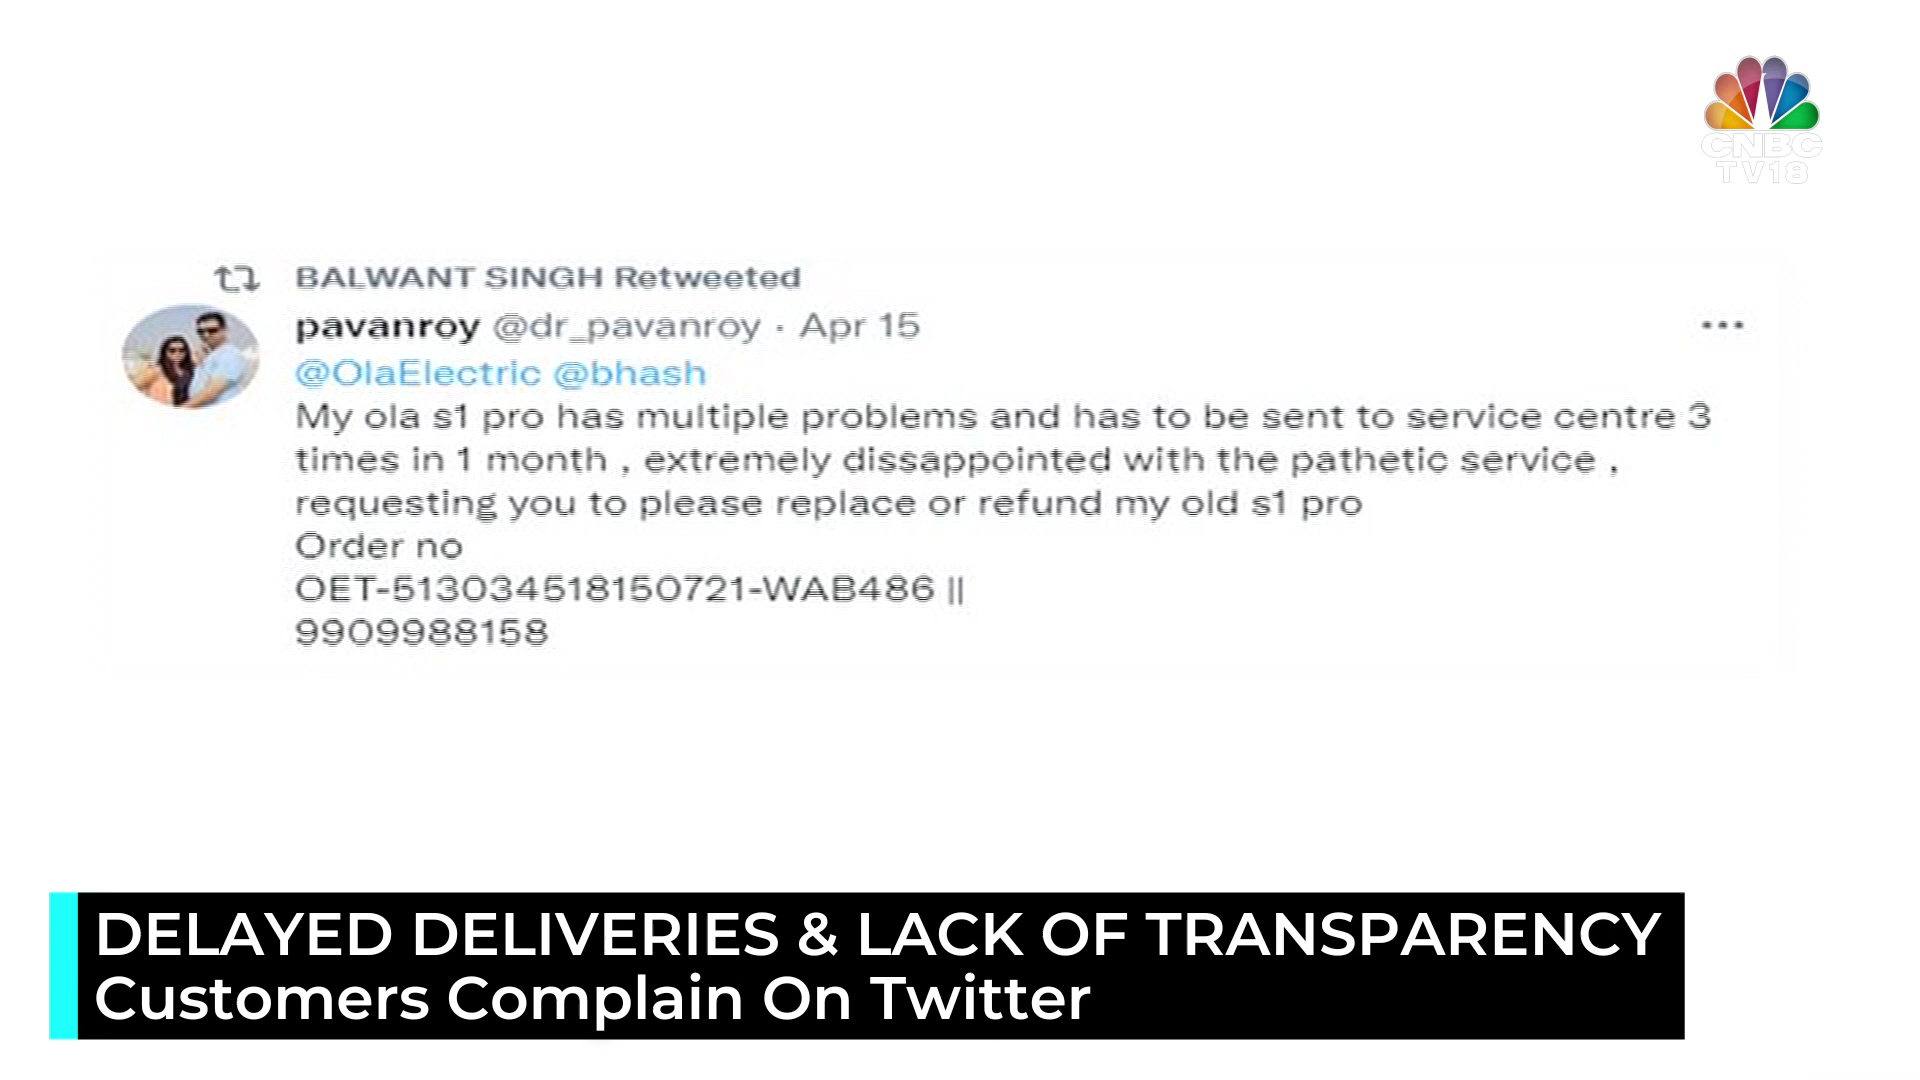 CNBC
TV18
BALWANT SINGH Retweeted
pavanroy @dr_pavanroy · Apr 15
@OlaElectric @bhash
My ola s1 pro has multiple problems and has to be sent to service centre 3
times in 1 month , extremely dissappointed with the pathetic service ,
requesting you to please replace or refund my old s1 pro
Order no
OET-513034518150721-WAB486 ||
9909988158
DELAYED DELIVERIES & LACK OF TRANSPARENCY
Customers Complain On Twitter